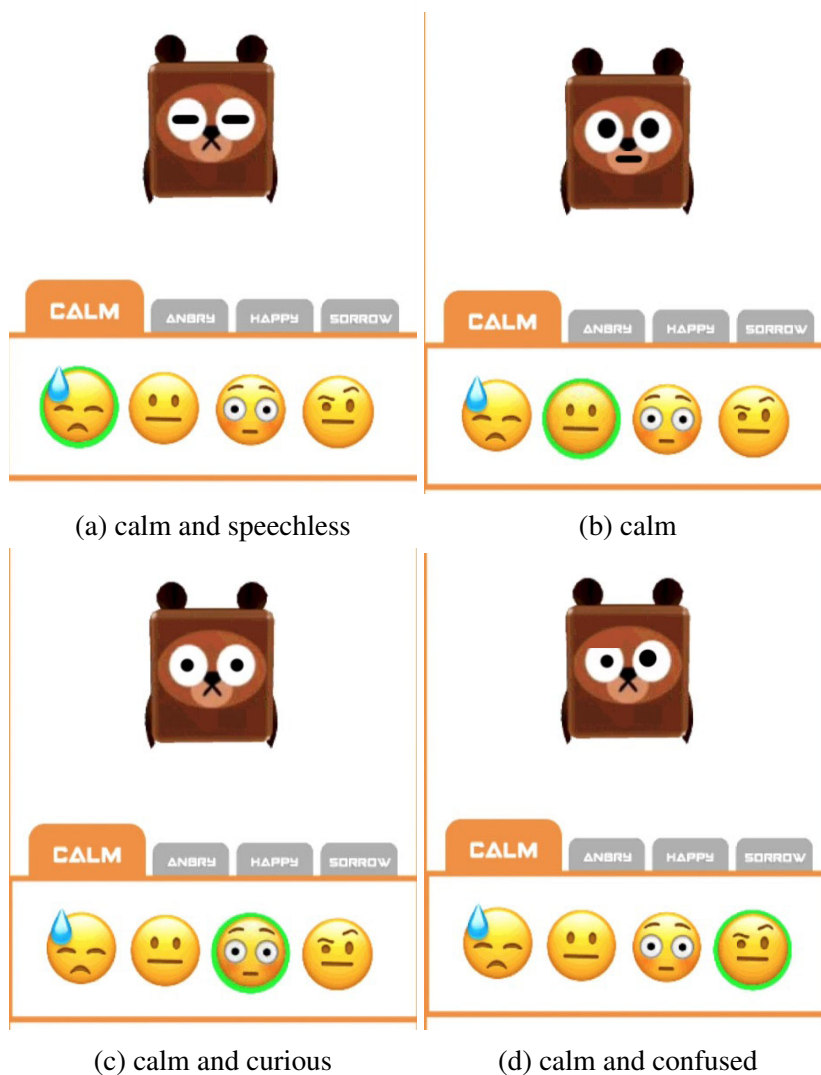 CALM ANGRY HAPPY SORROW
CALM ANGRY HAPPY SORROW
(a) calm and speechless
(b) calm
CALM ANGRY HAPPY SORROW
CALM ANGRY HAPPY SORROW
(c) calm and curious
(d) calm and confused